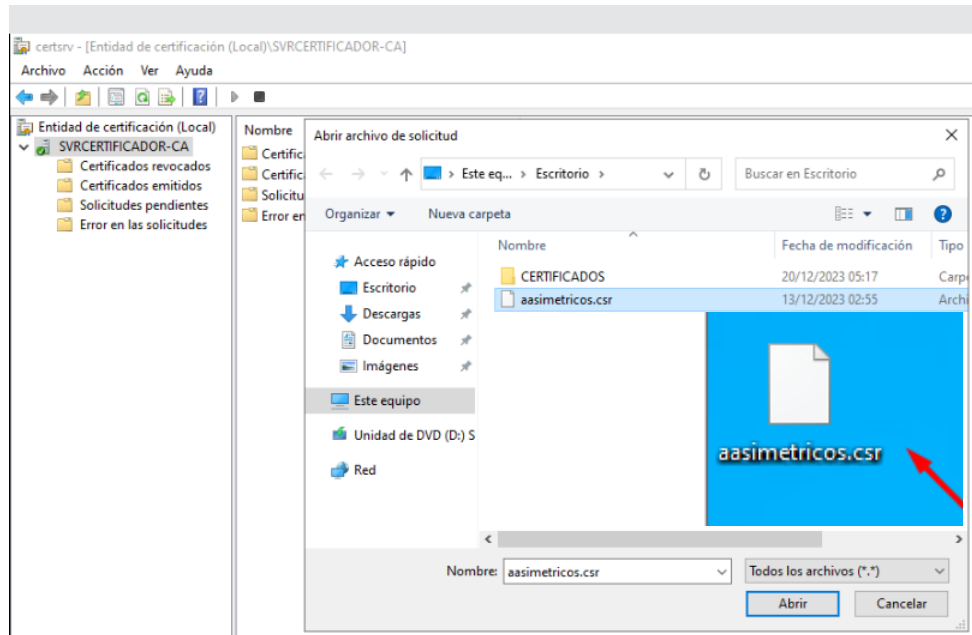 certsrv - [Entidad de certificación (Local)\SVRCERTIFICADOR-CA]
Archivo Acción Ver Ayuda
Entidad de certificación (Local)
SVRCERTIFICADOR-CA
Certificados revocados
Certificados emitidos
Solicitudes pendientes
Error en las solicitudes
Nombre
Certific
Certific
Solicitu
Error en
Abrir archivo de solicitud
Este eq... > Escritorio >
Buscar en Escritorio
Organizar
Nueva carpeta
Acceso rápido
Escritorio
Descargas
Documentos
Imágenes
Este equipo
Unidad de DVD (D:) S
Red
Nombre Fecha de modificación Tipo
CERTIFICADOS 20/12/2023 05:17 Carpe
aasimetricos.csr 13/12/2023 02:55 Archi
aasimetricos.csr
Nombre: aasimetricos.csr
Todos los archivos (*.*)
Abrir Cancelar